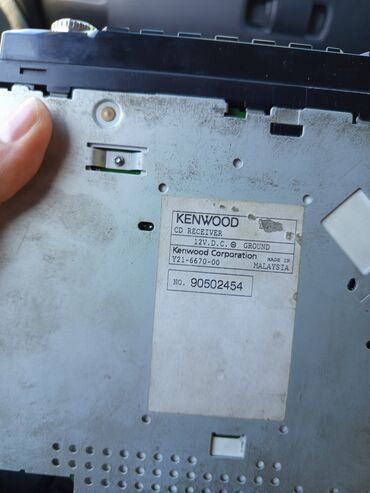 KENWOOD
CD RECEIVER
12V.D.C. ⊖ GROUND
Kenwood Corporation MADE IN
Y21-6670-00 MALAYSIA
NO. 90502454